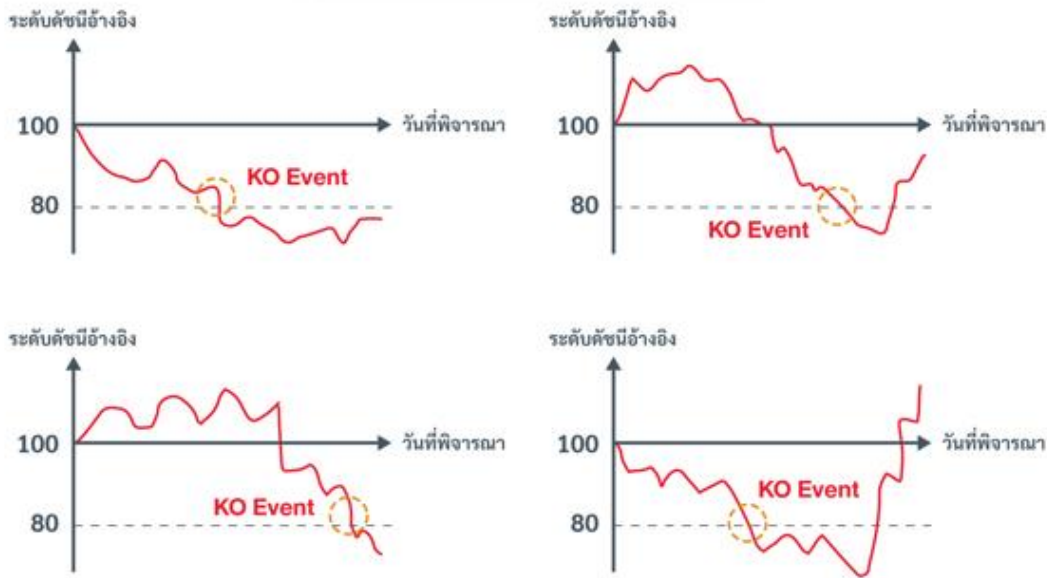 ระดับดัชนีอ้างอิง
100
วันที่พิจารณา
KO Event
80
ระดับดัชนีอ้างอิง
100
วันที่พิจารณา
80
KO Event
ระดับดัชนีอ้างอิง
100
วันที่พิจารณา
KO Event
80
ระดับดัชนีอ้างอิง
100
วันที่พิจารณา
KO Event
80